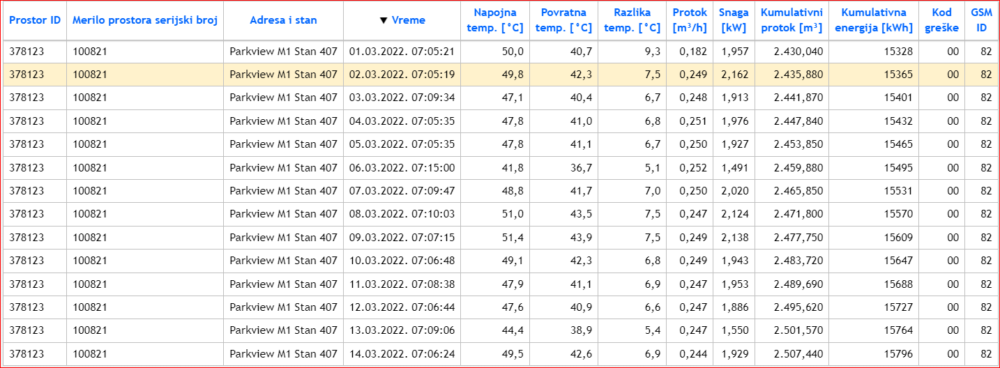 Prostor ID Merilo prostora serijski broj Adresa i stan ▼ Vreme Napojna temp. [°C] Povratna temp. [°C] Razlika temp. [°C] Protok [m³/h] Snaga [kW] Kumulativni protok [m³] Kumulativna energija [kWh] Kod greške GSM ID
378123 100821 Parkview M1 Stan 407 01.03.2022. 07:05:21 50,0 40,7 9,3 0,182 1,957 2.430,040 15328 00 82
378123 100821 Parkview M1 Stan 407 02.03.2022. 07:05:19 49,8 42,3 7,5 0,249 2,162 2.435,880 15365 00 82
378123 100821 Parkview M1 Stan 407 03.03.2022. 07:09:34 47,1 40,4 6,7 0,248 1,913 2.441,870 15401 00 82
378123 100821 Parkview M1 Stan 407 04.03.2022. 07:05:35 47,8 41,0 6,8 0,251 1,976 2.447,840 15432 00 82
378123 100821 Parkview M1 Stan 407 05.03.2022. 07:05:35 47,8 41,1 6,7 0,250 1,927 2.453,850 15465 00 82
378123 100821 Parkview M1 Stan 407 06.03.2022. 07:15:00 41,8 36,7 5,1 0,252 1,491 2.459,880 15495 00 82
378123 100821 Parkview M1 Stan 407 07.03.2022. 07:09:47 48,8 41,7 7,0 0,250 2,020 2.465,850 15531 00 82
378123 100821 Parkview M1 Stan 407 08.03.2022. 07:10:03 51,0 43,5 7,5 0,247 2,124 2.471,800 15570 00 82
378123 100821 Parkview M1 Stan 407 09.03.2022. 07:07:15 51,4 43,9 7,5 0,249 2,138 2.477,750 15609 00 82
378123 100821 Parkview M1 Stan 407 10.03.2022. 07:06:48 49,1 42,3 6,8 0,249 1,943 2.483,720 15647 00 82
378123 100821 Parkview M1 Stan 407 11.03.2022. 07:08:38 47,9 41,1 6,9 0,247 1,953 2.489,690 15688 00 82
378123 100821 Parkview M1 Stan 407 12.03.2022. 07:06:44 47,6 40,9 6,6 0,247 1,886 2.495,620 15727 00 82
378123 100821 Parkview M1 Stan 407 13.03.2022. 07:09:06 44,4 38,9 5,4 0,247 1,550 2.501,570 15764 00 82
378123 100821 Parkview M1 Stan 407 14.03.2022. 07:06:24 49,5 42,6 6,9 0,244 1,929 2.507,440 15796 00 82